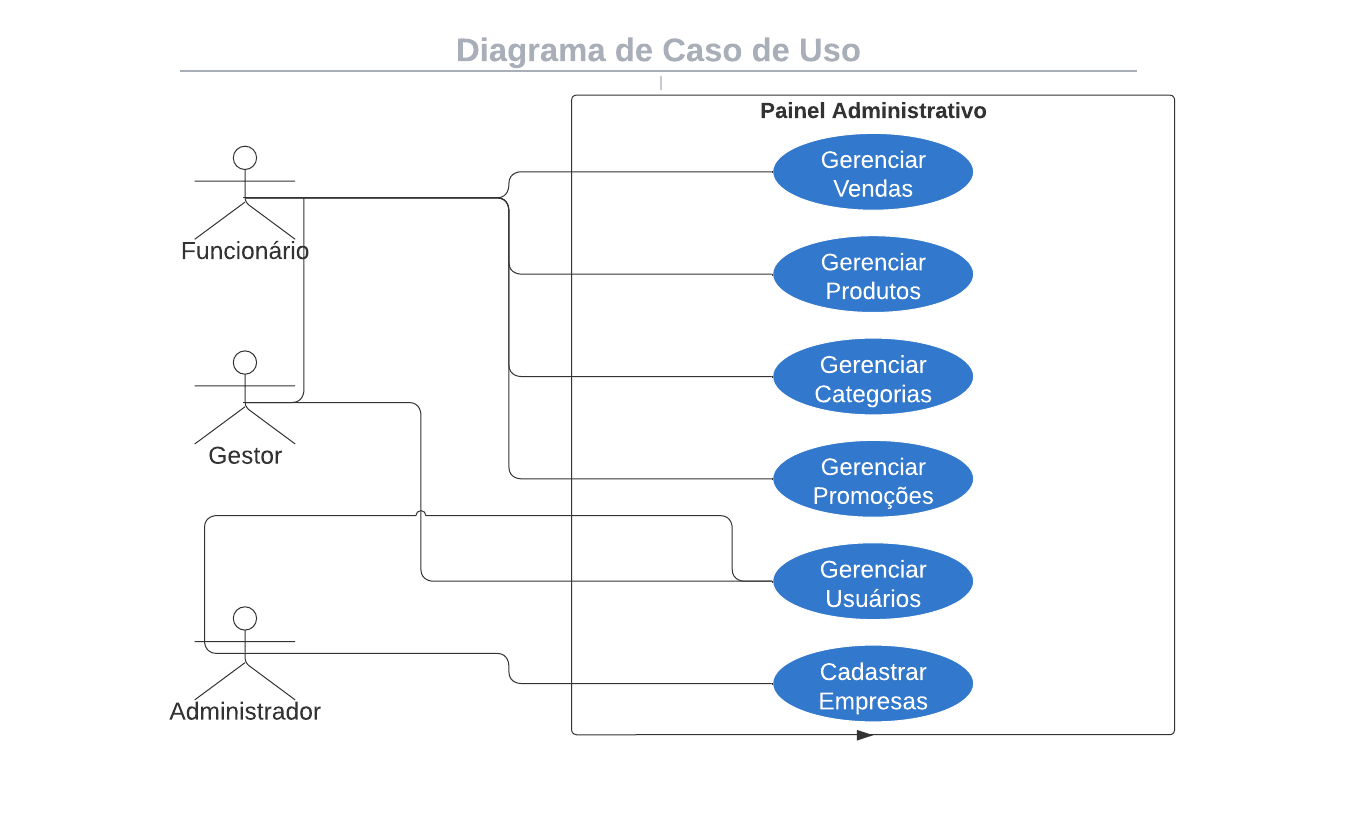 Diagrama de Caso de Uso
Painel Administrativo
Gerenciar
Vendas
Funcionário
Gerenciar
Produtos
Gerenciar
Categorias
Gestor
Gerenciar
Promoções
Gerenciar
Usuários
Administrador
Cadastrar
Empresas